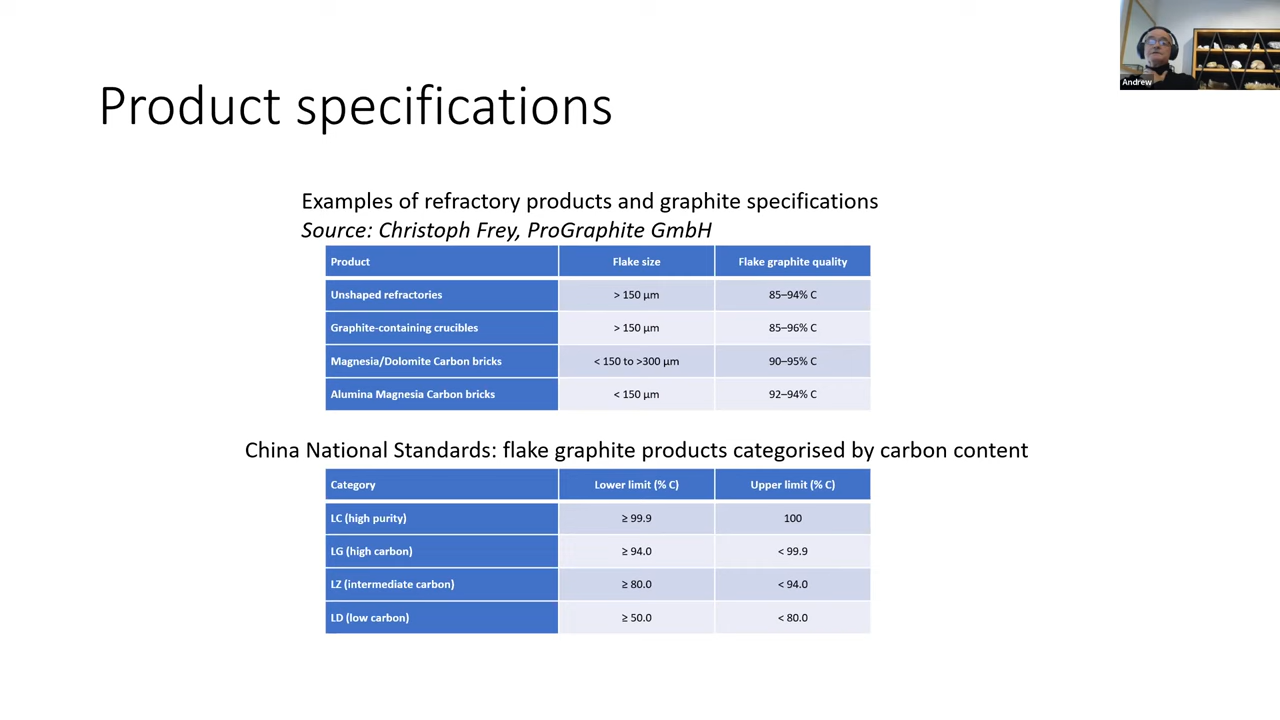 Andrew
Product specifications
Examples of refractory products and graphite specifications
Source: Christoph Frey, ProGraphite GmbH
Product Flake size Flake graphite quality
Unshaped refractories > 150 µm 85–94% C
Graphite-containing crucibles > 150 µm 85–96% C
Magnesia/Dolomite Carbon bricks < 150 to >300 µm 90–95% C
Alumina Magnesia Carbon bricks < 150 µm 92–94% C
China National Standards: flake graphite products categorised by carbon content
Category Lower limit (% C) Upper limit (% C)
LC (high purity) ≥ 99.9 100
LG (high carbon) ≥ 94.0 < 99.9
LZ (intermediate carbon) ≥ 80.0 < 94.0
LD (low carbon) ≥ 50.0 < 80.0